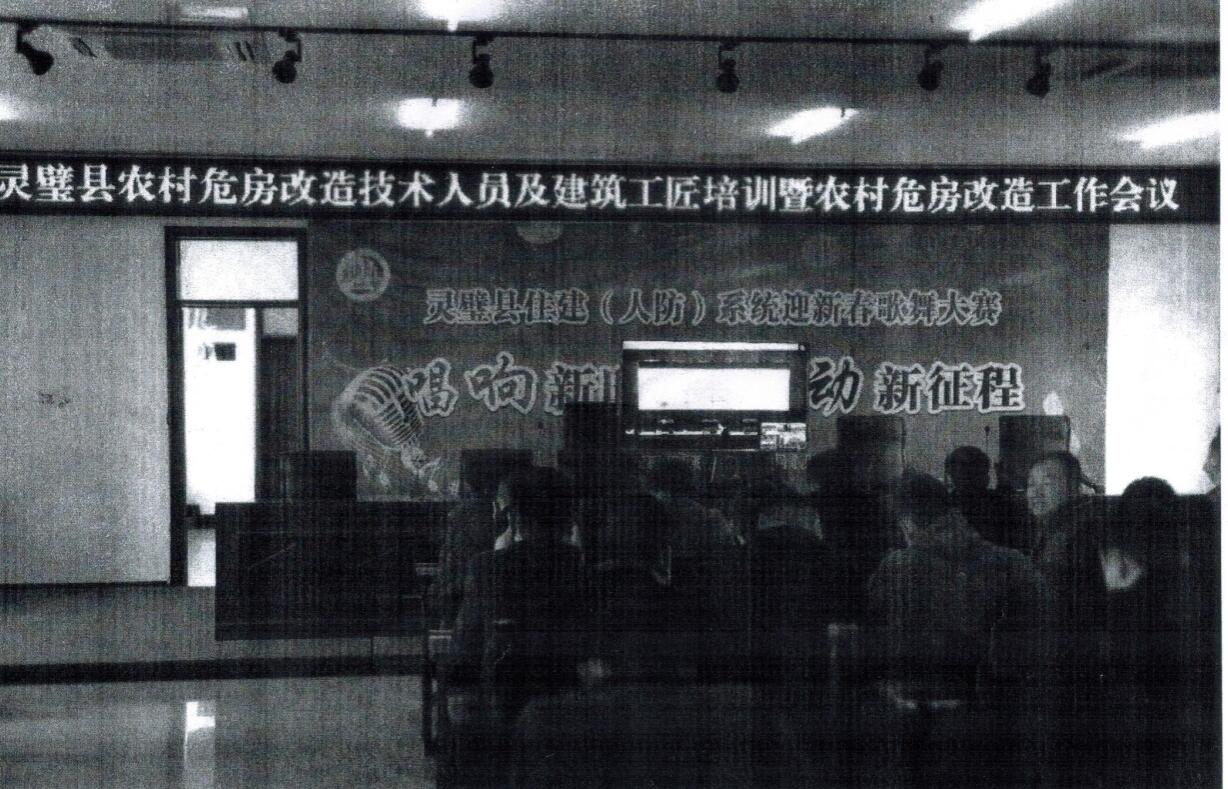 灵璧县农村危房改造技术人员及建筑工匠培训暨农村危房改造工作会议
灵璧县住建（人防）系统迎新春歌舞大赛
唱响新 动新征程